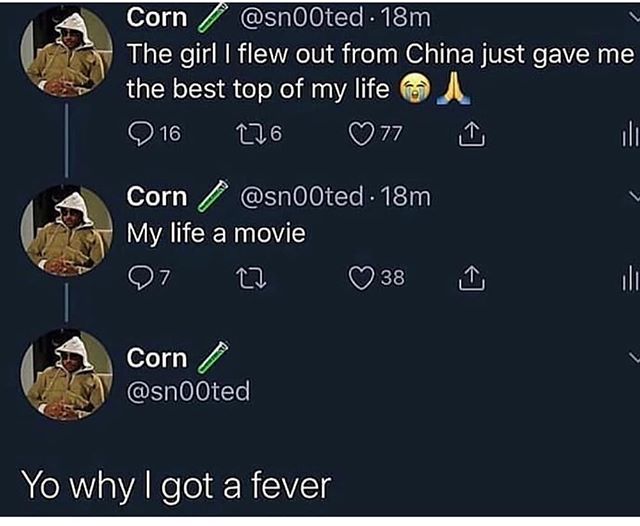 Corn @sn00ted · 18m
The girl I flew out from China just gave me
the best top of my life 😭🙏
16 6 77
Corn @sn00ted · 18m
My life a movie
7 38
Corn
@sn00ted
Yo why I got a fever